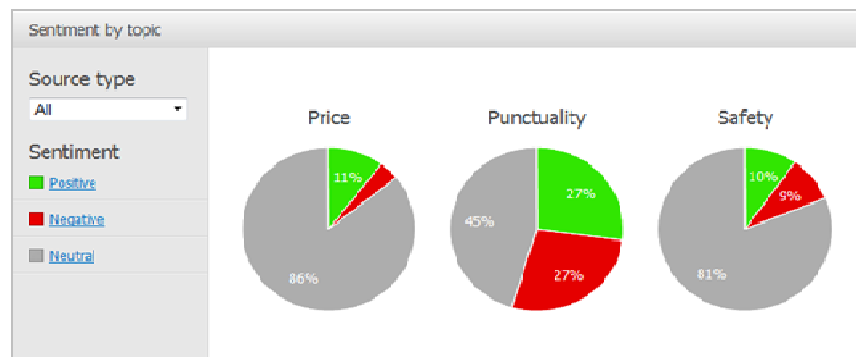 Sentiment by topic
Source type
All
Sentiment
Positive
Negative
Neutral
Price
Punctuality
Safety
11%
86%
27%
27%
45%
10%
9%
81%